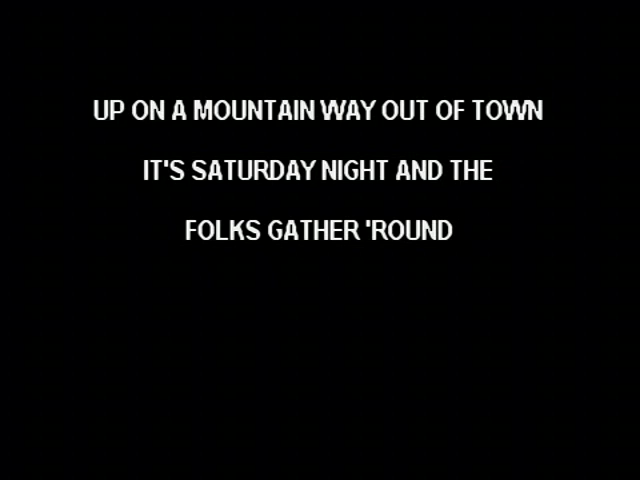 UP ON A MOUNTAIN WAY OUT OF TOWN
IT'S SATURDAY NIGHT AND THE
FOLKS GATHER 'ROUND